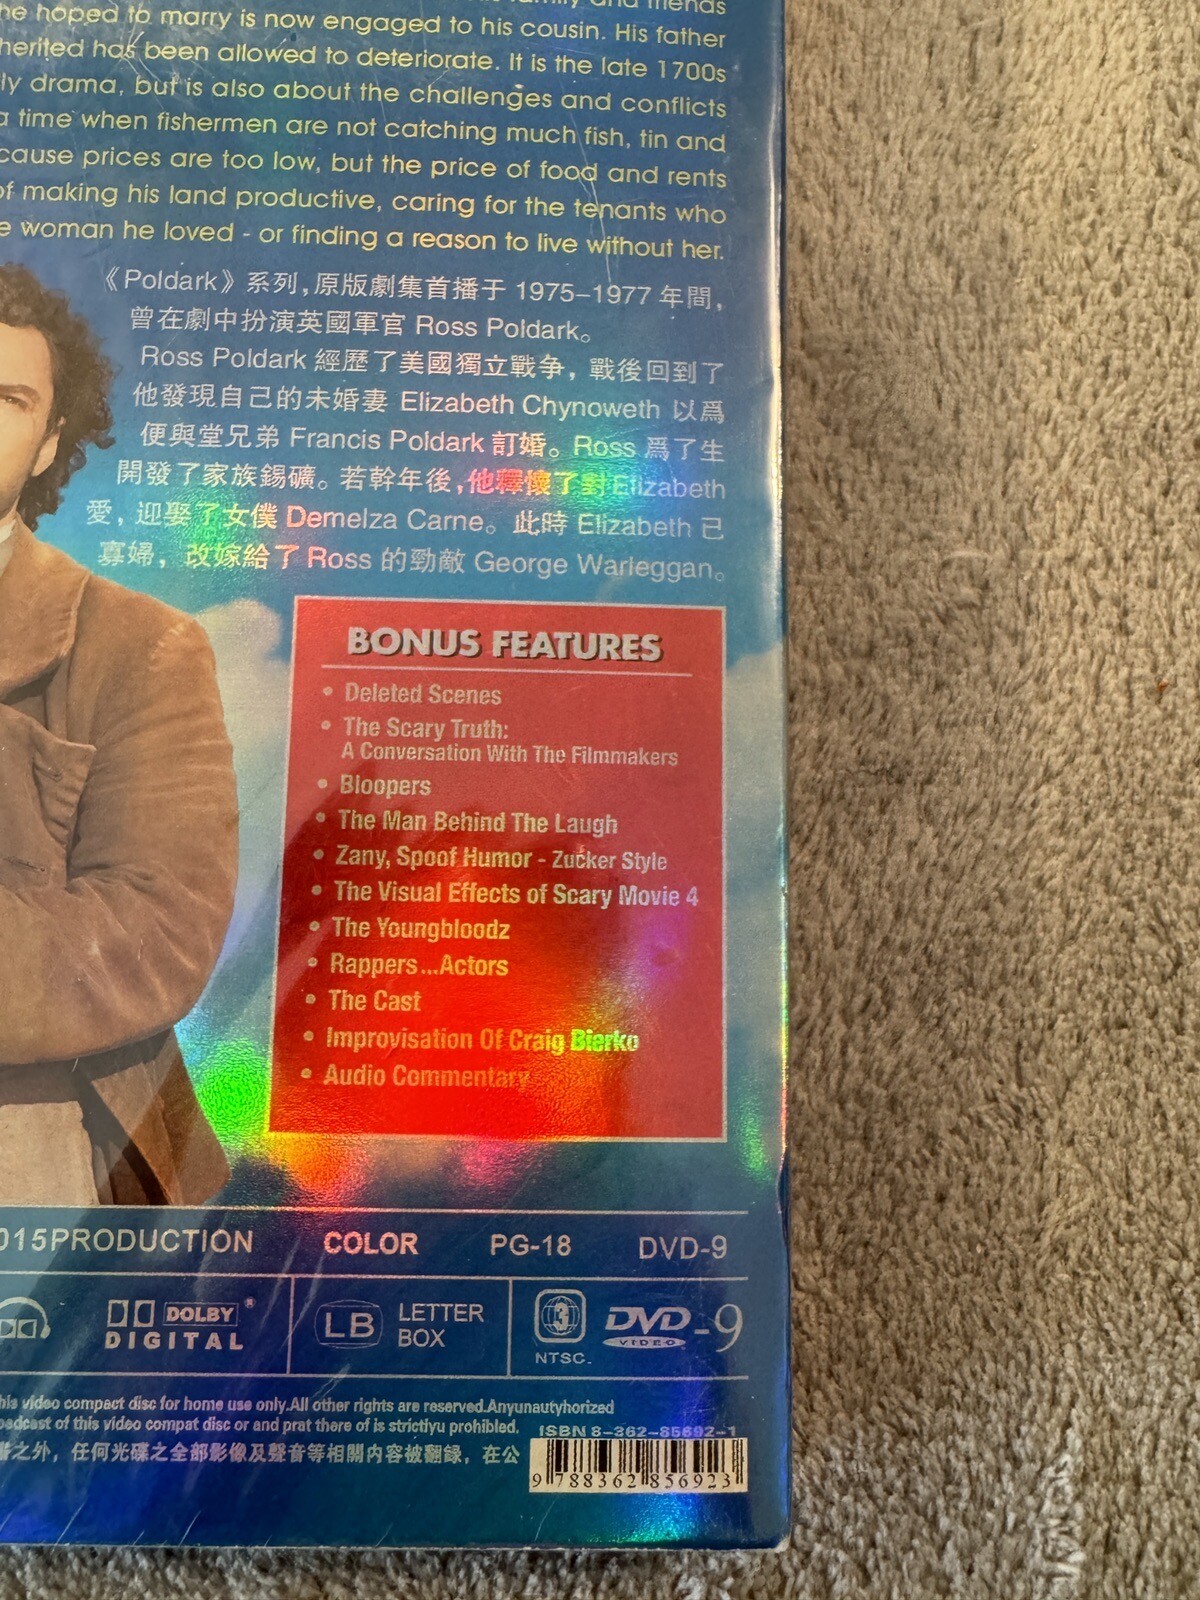 family and friends
he hoped to marry is now engaged to his cousin. His father
herited has been allowed to deteriorate. It is the late 1700s
ly drama, but is also about the challenges and conflicts
a time when fishermen are not catching much fish, tin and
cause prices are too low, but the price of food and rents
of making his land productive, caring for the tenants who
e woman he loved - or finding a reason to live without her.
《Poldark》系列,原版劇集首播于 1975-1977 年間,
曾在劇中扮演英國軍官 Ross Poldark。
Ross Poldark 經歷了美國獨立戰争，戰後回到了
他發現自己的未婚妻 Elizabeth Chynoweth 以爲
便與堂兄弟 Francis Poldark 訂婚。Ross 爲了生
開發了家族錫礦。若幹年後,他釋懷了對 Elizabeth
愛，迎娶了女僕 Demelza Carne。此時 Elizabeth 已
寡婦，改嫁給了 Ross 的勁敵 George Warleggan。
BONUS FEATURES
• Deleted Scenes
• The Scary Truth:
A Conversation With The Filmmakers
• Bloopers
• The Man Behind The Laugh
• Zany, Spoof Humor - Zucker Style
• The Visual Effects of Scary Movie 4
• The Youngbloodz
• Rappers...Actors
• The Cast
• Improvisation Of Craig Bierko
• Audio Commentary
015PRODUCTION COLOR PG-18 DVD-9
DOLBY ® DIGITAL LB LETTER BOX 3 NTSC. DVD VIDEO -9
his video compect disc for home use only.All other rights are reserved.Anyunautyhorized
oadcast of this video compat disc or and prat there of is strictiyu prohibled.
ISBN 8-362-85692-1
之外，任何光碟之全部影像及聲音等相關内容被翻録，在公
9 788362 856923